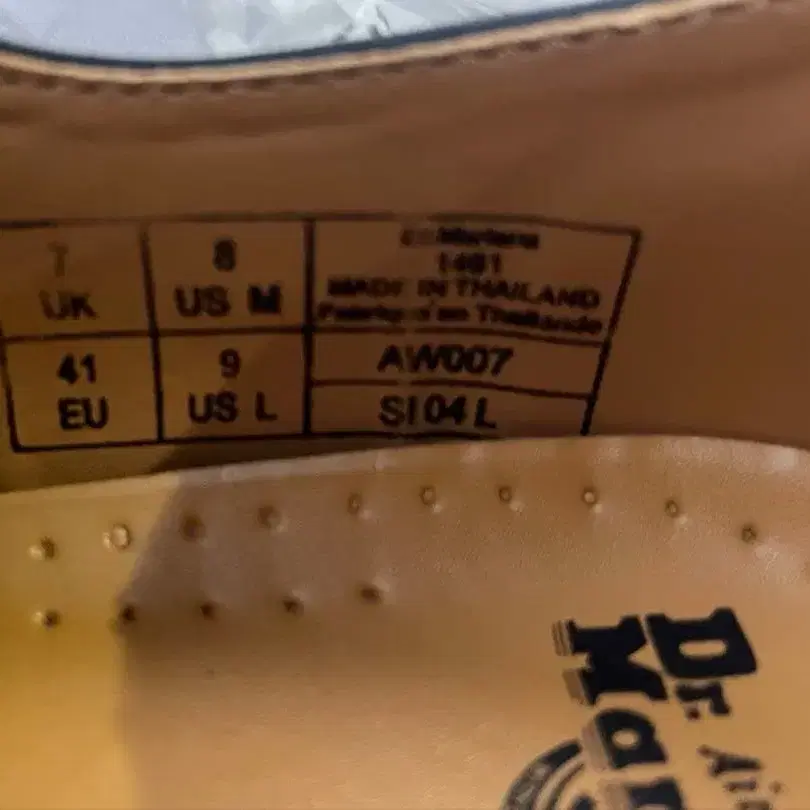 7
UK
8
US M
41
EU
9
US L
Dr.Martens
1461
MADE IN THAILAND
Fabriqué en Thaïlande
AW007
SI04L
Dr.